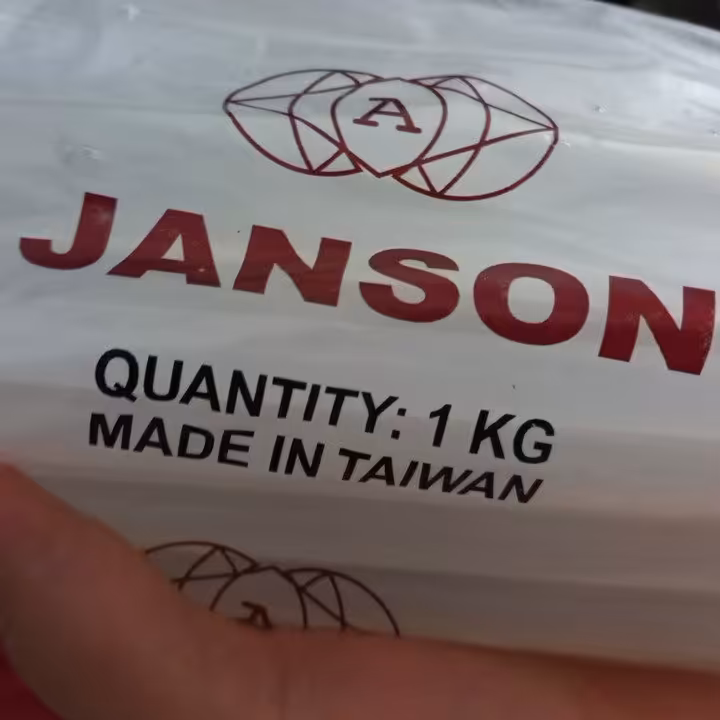 A
JANSON
QUANTITY: 1 KG
MADE IN TAIWAN
A